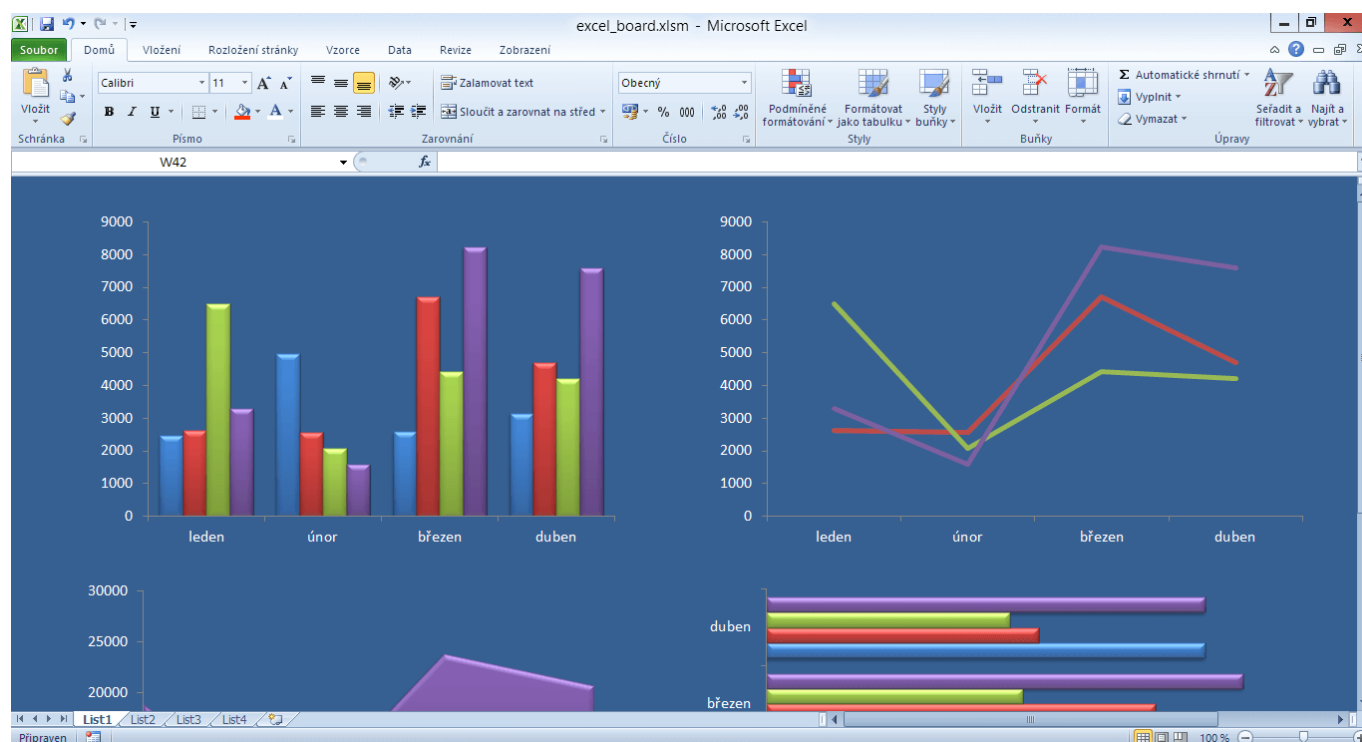 excel_board.xlsm - Microsoft Excel
Soubor Domů Vložení Rozložení stránky Vzorce Data Revize Zobrazení
Vložit
Schránka
Calibri 11
B I U
Písmo
Zalamovat text
Sloučit a zarovnat na střed
Zarovnání
Obecný
% 000
Číslo
Podmíněné formátování
Formátovat jako tabulku
Styly buňky
Styly
Vložit Odstranit Formát
Buňky
Σ Automatické shrnutí
Vyplnit
Vymazat
Seřadit a filtrovat
Najít a vybrat
Úpravy
W42 fx
9000
8000
7000
6000
5000
4000
3000
2000
1000
0
leden únor březen duben
9000
8000
7000
6000
5000
4000
3000
2000
1000
0
leden únor březen duben
30000
25000
20000
duben
březen
List1 List2 List3 List4
Připraven 100 %